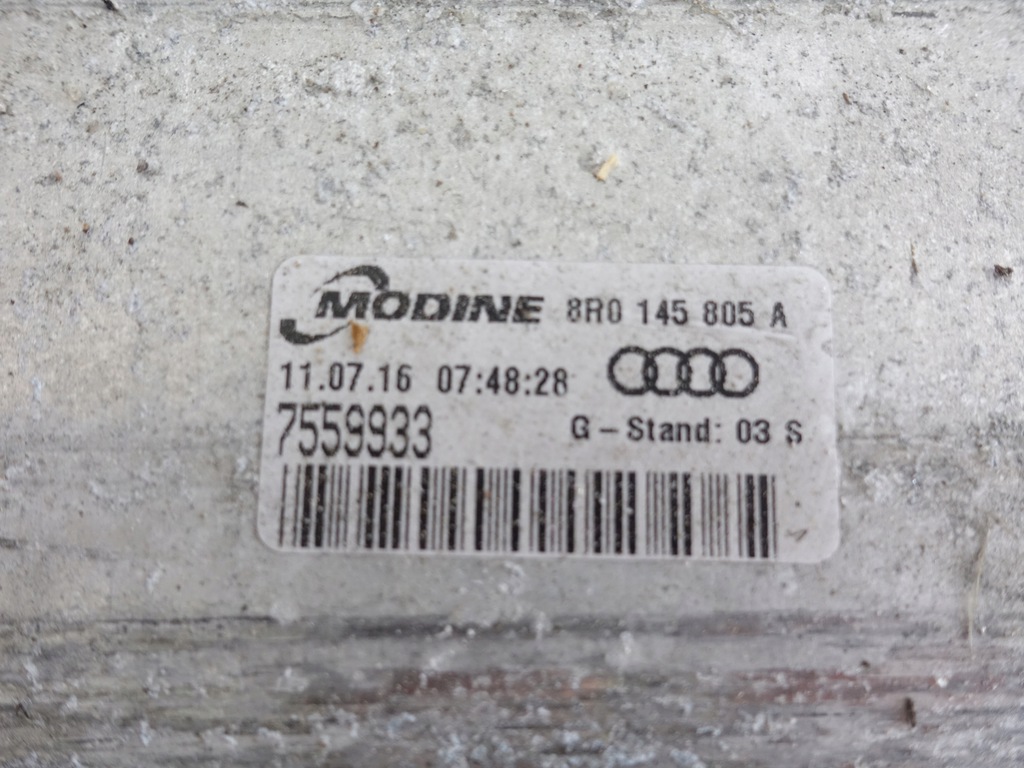 MODINE 8R0 145 805 A
11.07.16 07:48:28
7559933 G-Stand: 03 S